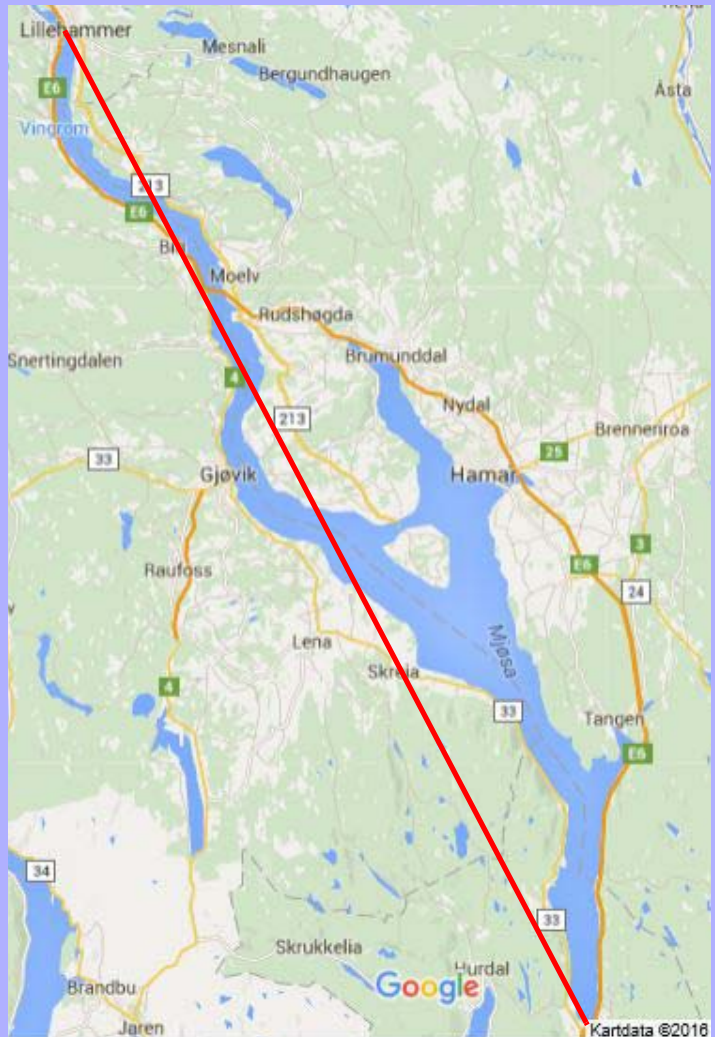 Lillehammer
Mesnali
Bergundhaugen
Åsta
E6
Vingrom
213
E6
Biri
Moelv
Rudshøgda
Snertingdalen
Brumunddal
4
Nydal
213
Brenneriroa
33
25
Gjøvik
Hamar
3
E6
Raufoss
24
Lena
Mjøsa
Skreia
4
33
Tangen
E6
34
33
Skrukkelia
Hurdal
Google
Brandbu
Jaren
Kartdata ©2016